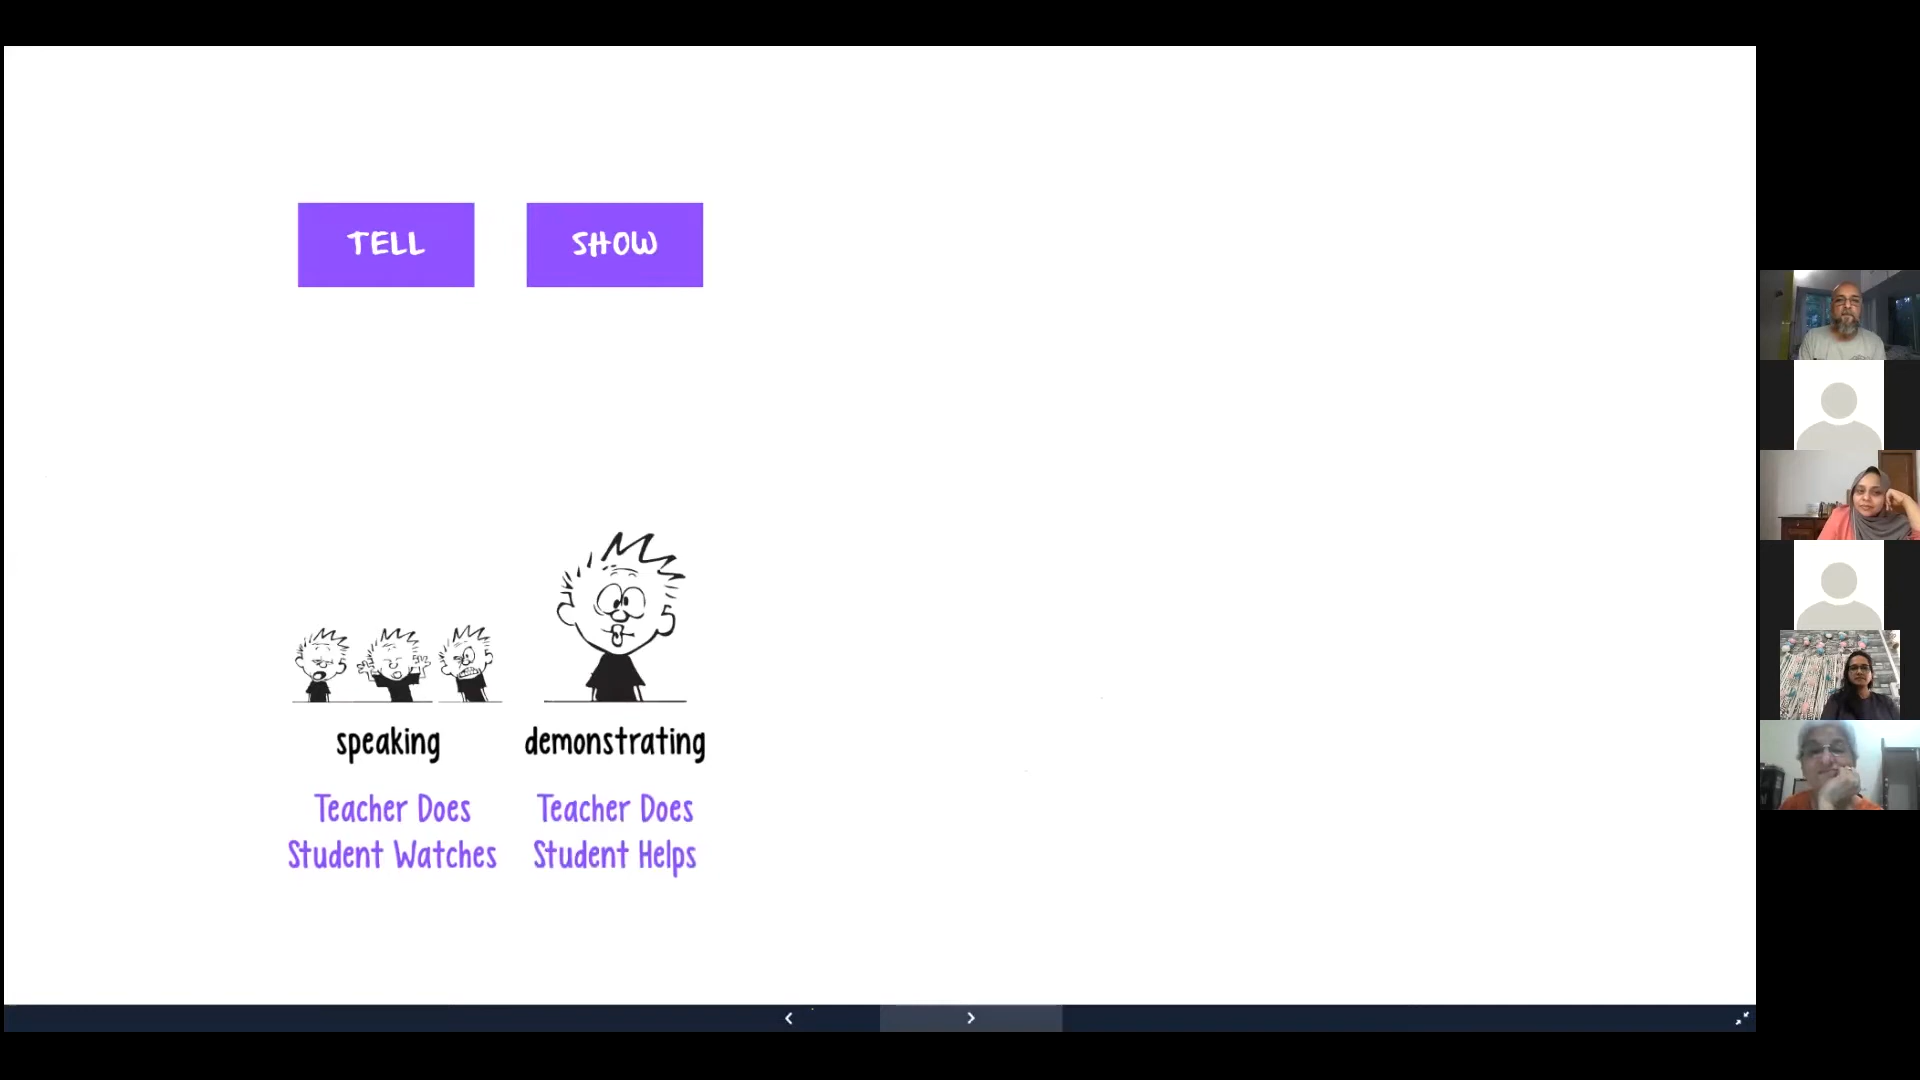 TELL
SHOW
speaking
demonstrating
Teacher Does
Student Watches
Teacher Does
Student Helps